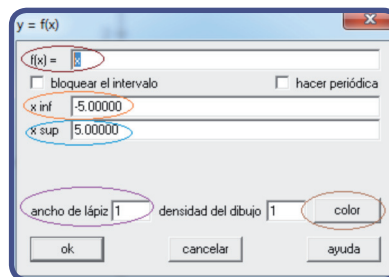 y = f(x)
f(x) = x
bloquear el intervalo hacer periódica
x inf -5.00000
x sup 5.00000
ancho de lápiz 1 densidad del dibujo 1 color
ok cancelar ayuda